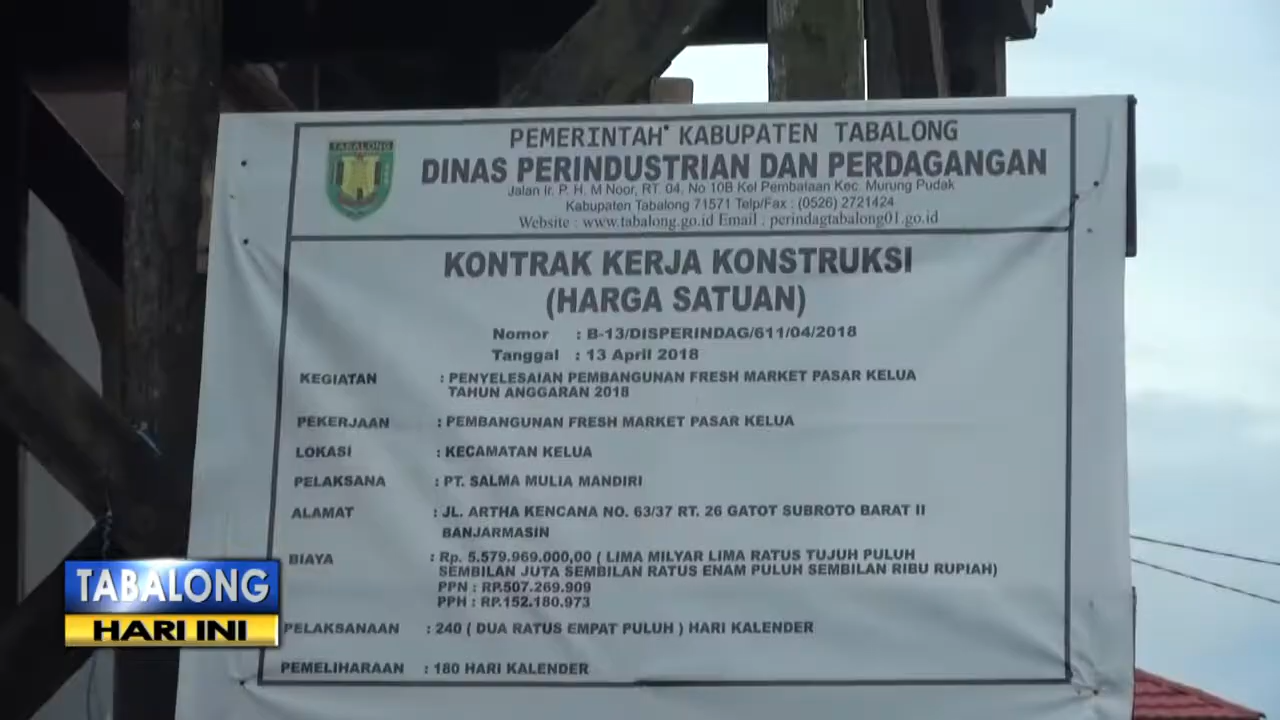 TABALONG
PEMERINTAH KABUPATEN TABALONG
DINAS PERINDUSTRIAN DAN PERDAGANGAN
Jalan Ir. P. H. M Noor, RT. 04. No 10B Kel Pembataan Kec. Murung Pudak
Kabupaten Tabalong 71571 Telp/Fax : (0526) 2721424
Website : www.tabalong.go.id Email . perindagtabalong01.go.id
KONTRAK KERJA KONSTRUKSI
(HARGA SATUAN)
Nomor : B-13/DISPERINDAG/611/04/2018
Tanggal : 13 April 2018
KEGIATAN : PENYELESAIAN PEMBANGUNAN FRESH MARKET PASAR KELUA
TAHUN ANGGARAN 2018
PEKERJAAN : PEMBANGUNAN FRESH MARKET PASAR KELUA
LOKASI : KECAMATAN KELUA
PELAKSANA : PT. SALMA MULIA MANDIRI
ALAMAT : JL. ARTHA KENCANA NO. 63/37 RT. 26 GATOT SUBROTO BARAT II
BANJARMASIN
BIAYA : Rp. 5.579.969.000,00 ( LIMA MILYAR LIMA RATUS TUJUH PULUH
SEMBILAN JUTA SEMBILAN RATUS ENAM PULUH SEMBILAN RIBU RUPIAH)
PPN : RP.507.269.909
PPH : RP.152.180.973
PELAKSANAAN : 240 ( DUA RATUS EMPAT PULUH ) HARI KALENDER
PEMELIHARAAN : 180 HARI KALENDER
TABALONG
HARI INI